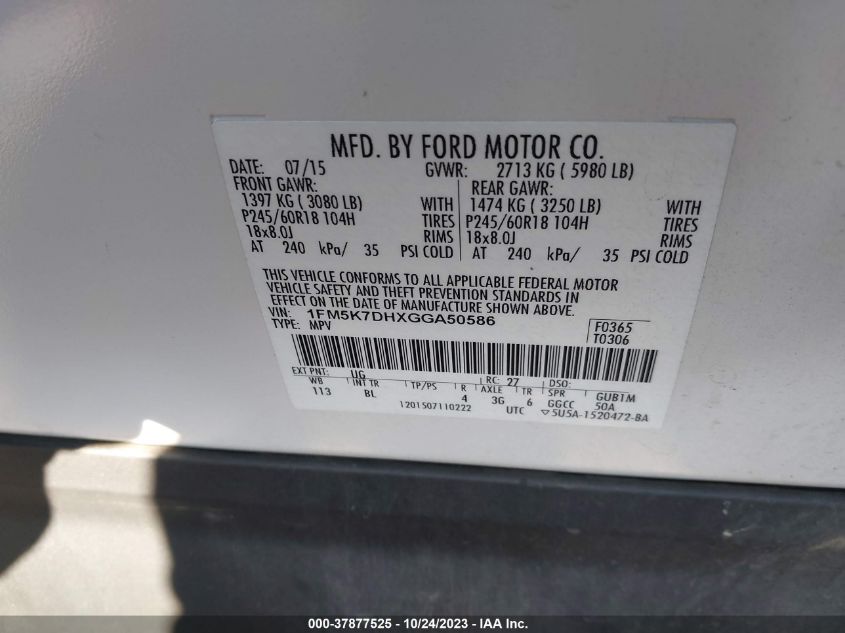 MFD. BY FORD MOTOR CO.
DATE: 07/15 GVWR: 2713 KG ( 5980 LB)
FRONT GAWR: REAR GAWR:
1397 KG ( 3080 LB) WITH 1474 KG ( 3250 LB) WITH
P245/60R18 104H TIRES P245/60R18 104H TIRES
18x8.0J RIMS 18x8.0J RIMS
AT 240 kPa/ 35 PSI COLD AT 240 kPa/ 35 PSI COLD
THIS VEHICLE CONFORMS TO ALL APPLICABLE FEDERAL MOTOR
VEHICLE SAFETY AND THEFT PREVENTION STANDARDS IN
EFFECT ON THE DATE OF MANUFACTURE SHOWN ABOVE.
VIN: 1FM5K7DHXGGA50586 F0365
TYPE: MPV T0306
EXT PNT: UG RC: 27 DSO:
WB INT TR TP/PS R AXLE TR SPR GUB1M
113 BL 4 3G 6 GGCC 50A
1201507110222 UTC ▽5U5A-1520472-BA
000-37877525 - 10/24/2023 - IAA Inc.